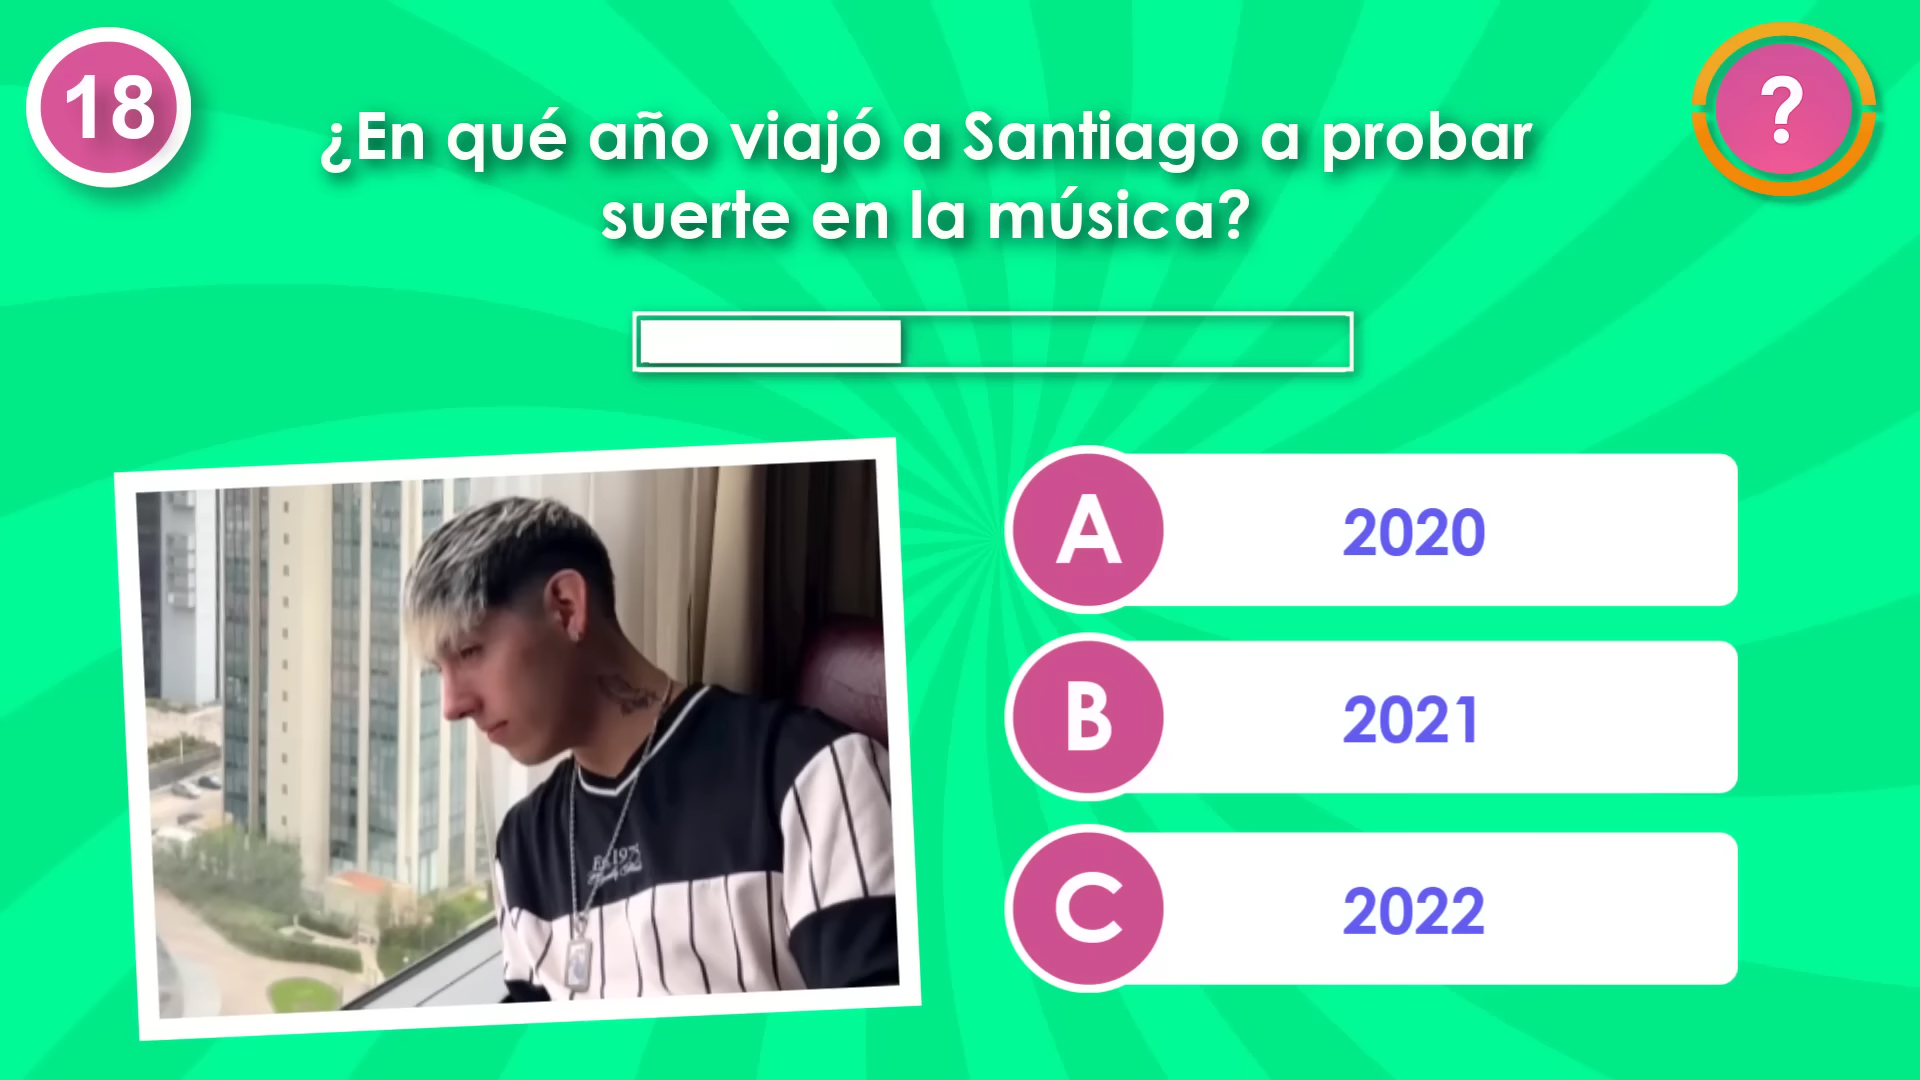 18
¿En qué año viajó a Santiago a probar
suerte en la música?
?
A
2020
B
2021
C
2022